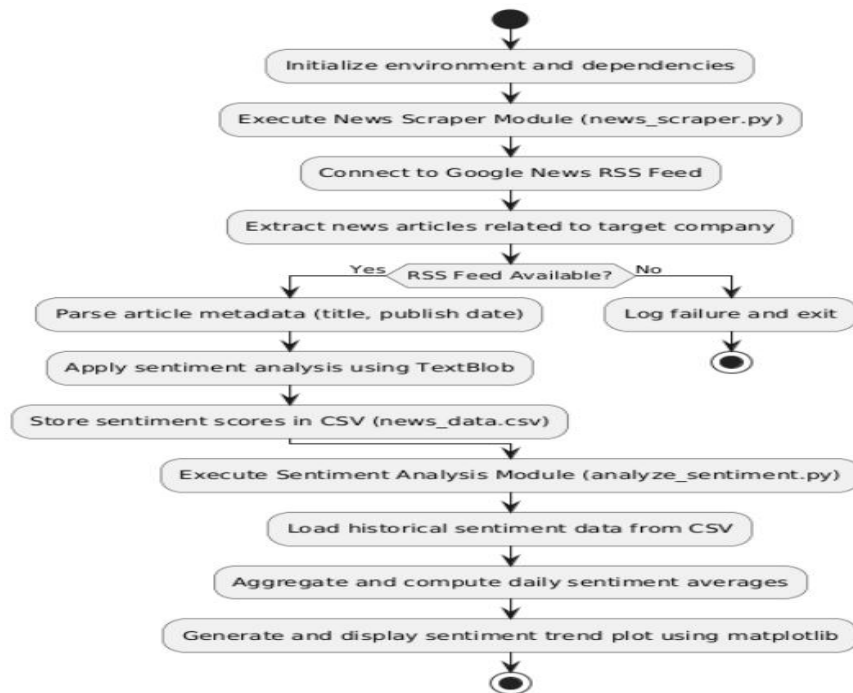 Initialize environment and dependencies
Execute News Scraper Module (news_scraper.py)
Connect to Google News RSS Feed
Extract news articles related to target company
Yes
RSS Feed Available?
No
Parse article metadata (title, publish date)
Log failure and exit
Apply sentiment analysis using TextBlob
Store sentiment scores in CSV (news_data.csv)
Execute Sentiment Analysis Module (analyze_sentiment.py)
Load historical sentiment data from CSV
Aggregate and compute daily sentiment averages
Generate and display sentiment trend plot using matplotlib